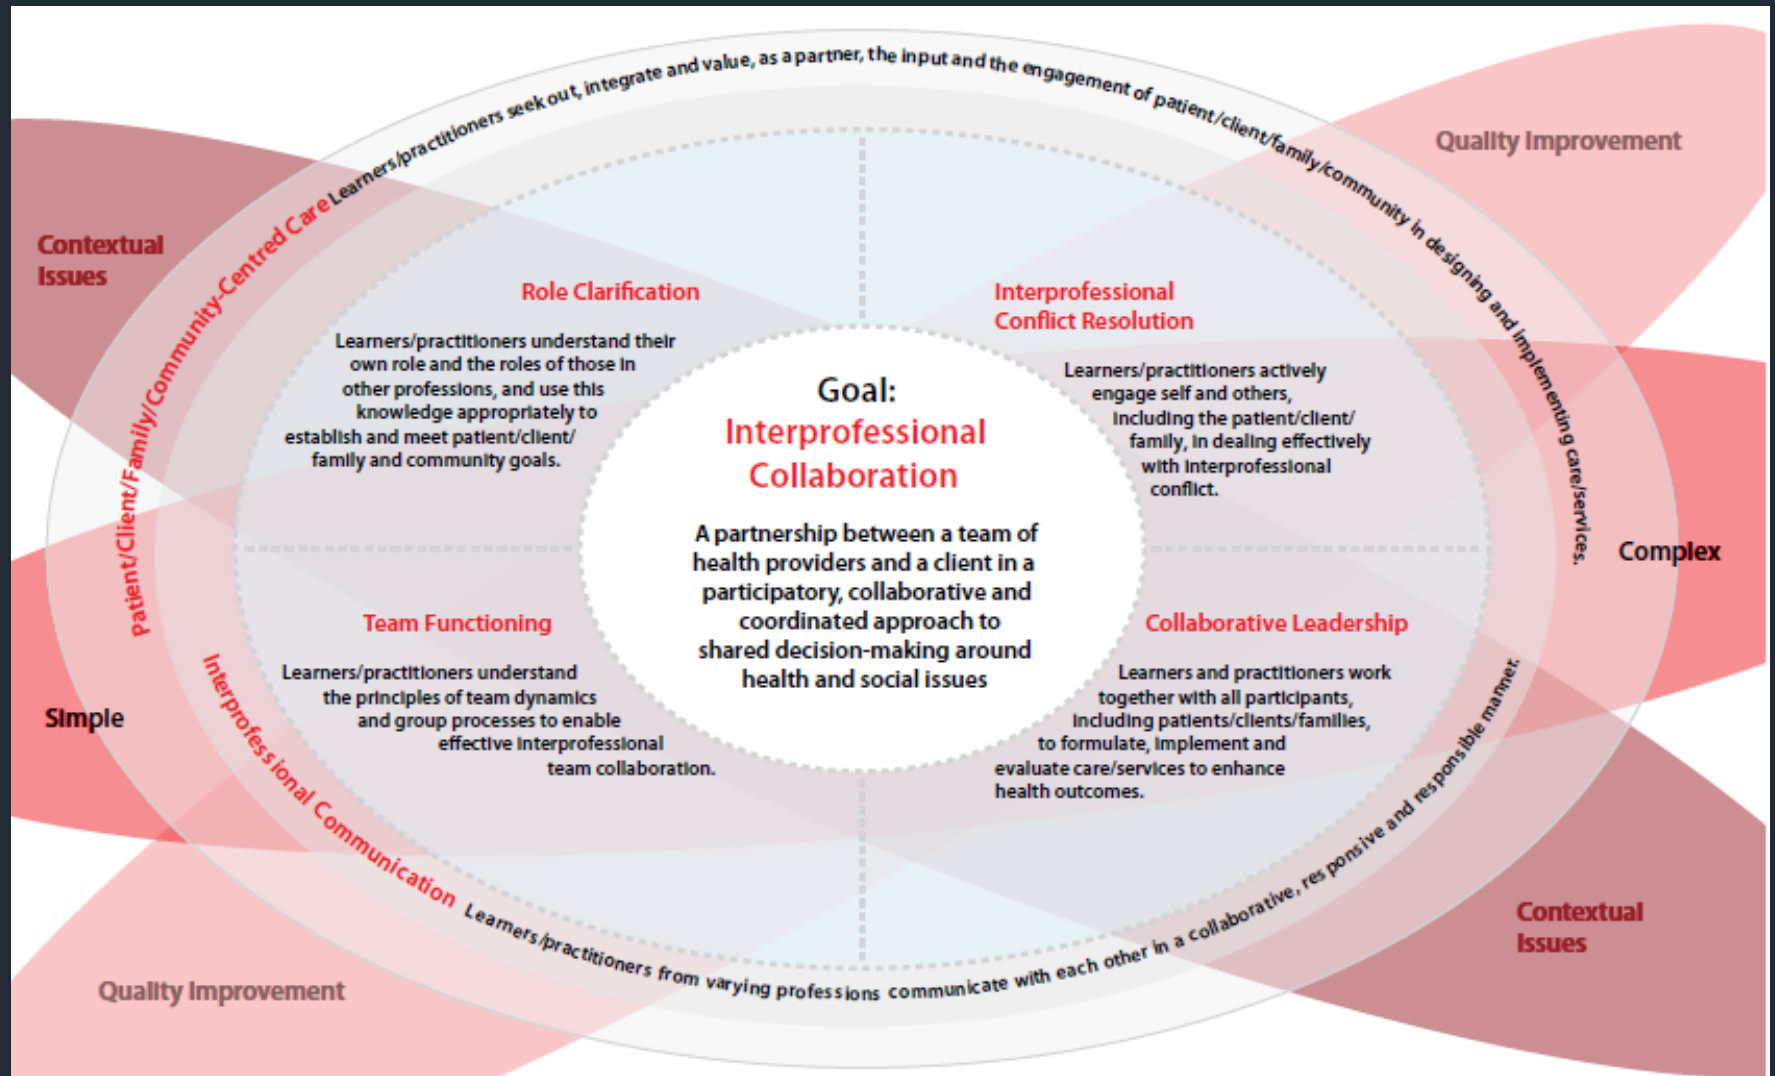 Patient/Client/Family/Community-Centred Care Learners/practitioners seek out, integrate and value, as a partner, the input and the engagement of patient/client/family/community in designing and implementing care/services.
Quality Improvement
Contextual
Issues
Role Clarification
Learners/practitioners understand their
own role and the roles of those in
other professions, and use this
knowledge appropriately to
establish and meet patient/client/
family and community goals.
Interprofessional
Conflict Resolution
Learners/practitioners actively
engage self and others,
including the patient/client/
family, in dealing effectively
with interprofessional
conflict.
Goal:
Interprofessional
Collaboration
A partnership between a team of
health providers and a client in a
participatory, collaborative and
coordinated approach to
shared decision-making around
health and social issues
Complex
Simple
Team Functioning
Learners/practitioners understand
the principles of team dynamics
and group processes to enable
effective interprofessional
team collaboration.
Collaborative Leadership
Learners and practitioners work
together with all participants,
including patients/clients/families,
to formulate, implement and
evaluate care/services to enhance
health outcomes.
Interprofessional Communication Learners/practitioners from varying professions communicate with each other in a collaborative, responsive and responsible manner.
Contextual
Issues
Quality Improvement